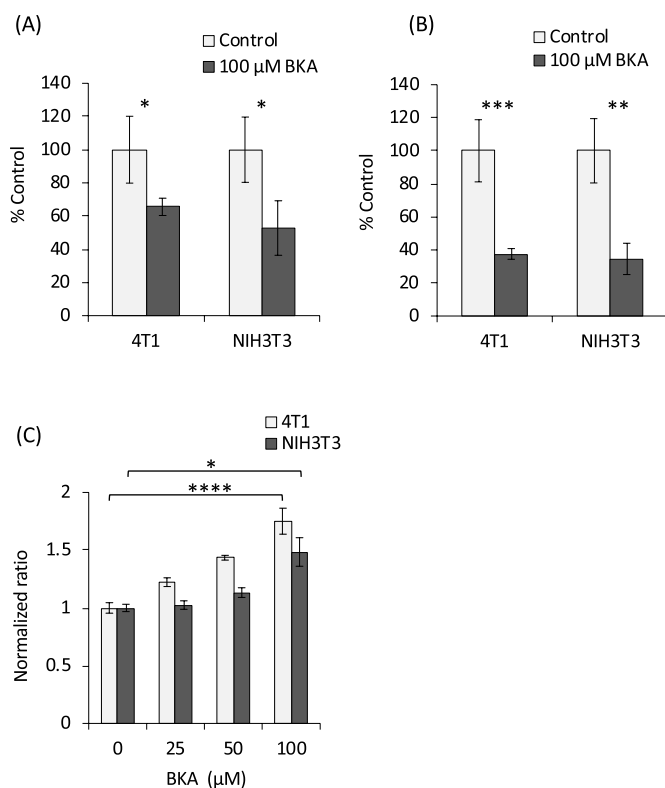 (A)
Control
100 µM BKA
% Control
140
120
100
80
60
40
20
0
*
*
4T1
NIH3T3
(B)
Control
100 µM BKA
% Control
140
120
100
80
60
40
20
0
***
**
4T1
NIH3T3
(C)
4T1
NIH3T3
*
****
Normalized ratio
2
1.5
1
0.5
0
0 25 50 100
BKA (µM)